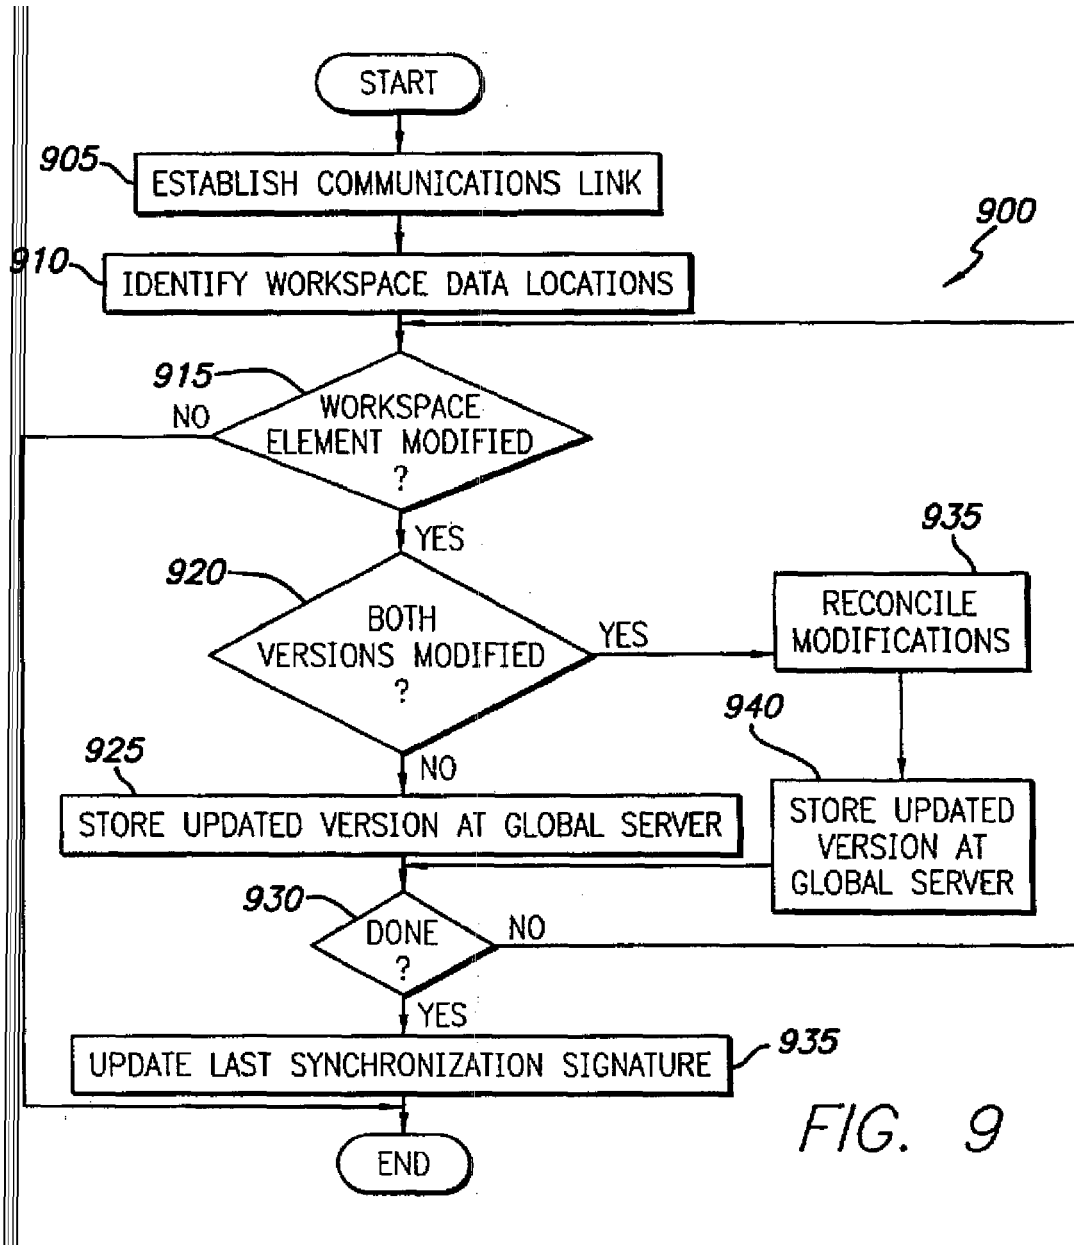 START
905
ESTABLISH COMMUNICATIONS LINK
900
910
IDENTIFY WORKSPACE DATA LOCATIONS
915
NO
WORKSPACE
ELEMENT MODIFIED
?
YES
920
BOTH
VERSIONS MODIFIED
?
YES
935
RECONCILE
MODIFICATIONS
NO
925
STORE UPDATED VERSION AT GLOBAL SERVER
940
STORE UPDATED
VERSION AT
GLOBAL SERVER
930
DONE
?
NO
YES
UPDATE LAST SYNCHRONIZATION SIGNATURE
935
END
FIG. 9